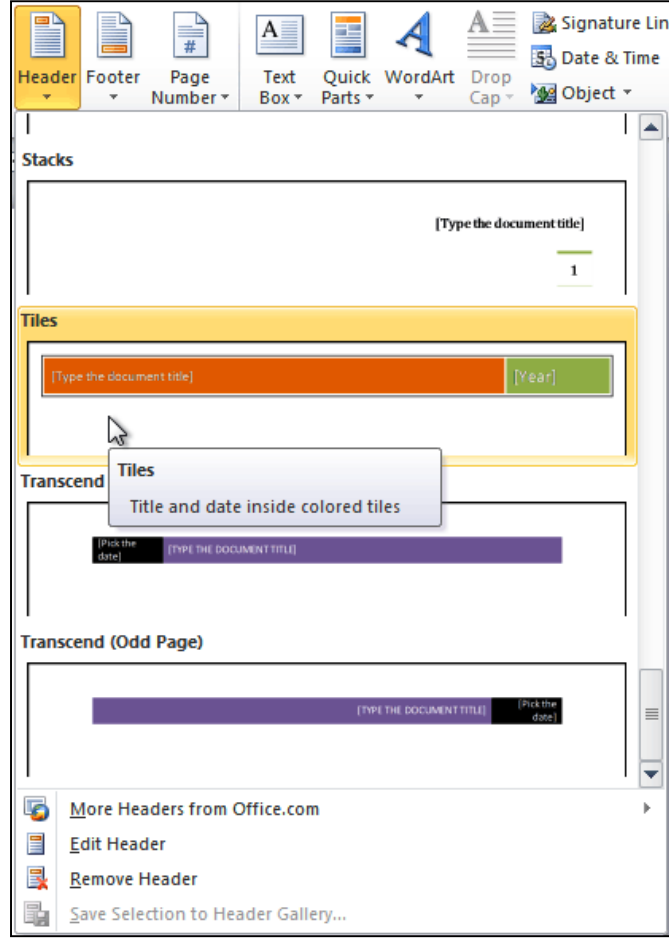 Header Footer Page Number Text Box Quick Parts WordArt Drop Cap
Signature Lin
Date & Time
Object
Stacks
[Type the document title]
1
Tiles
[Type the document title] [Year]
Tiles
Title and date inside colored tiles
Transcend
[Pick the date] [TYPE THE DOCUMENT TITLE]
Transcend (Odd Page)
[TYPE THE DOCUMENT TITLE] [Pick the date]
More Headers from Office.com
Edit Header
Remove Header
Save Selection to Header Gallery...